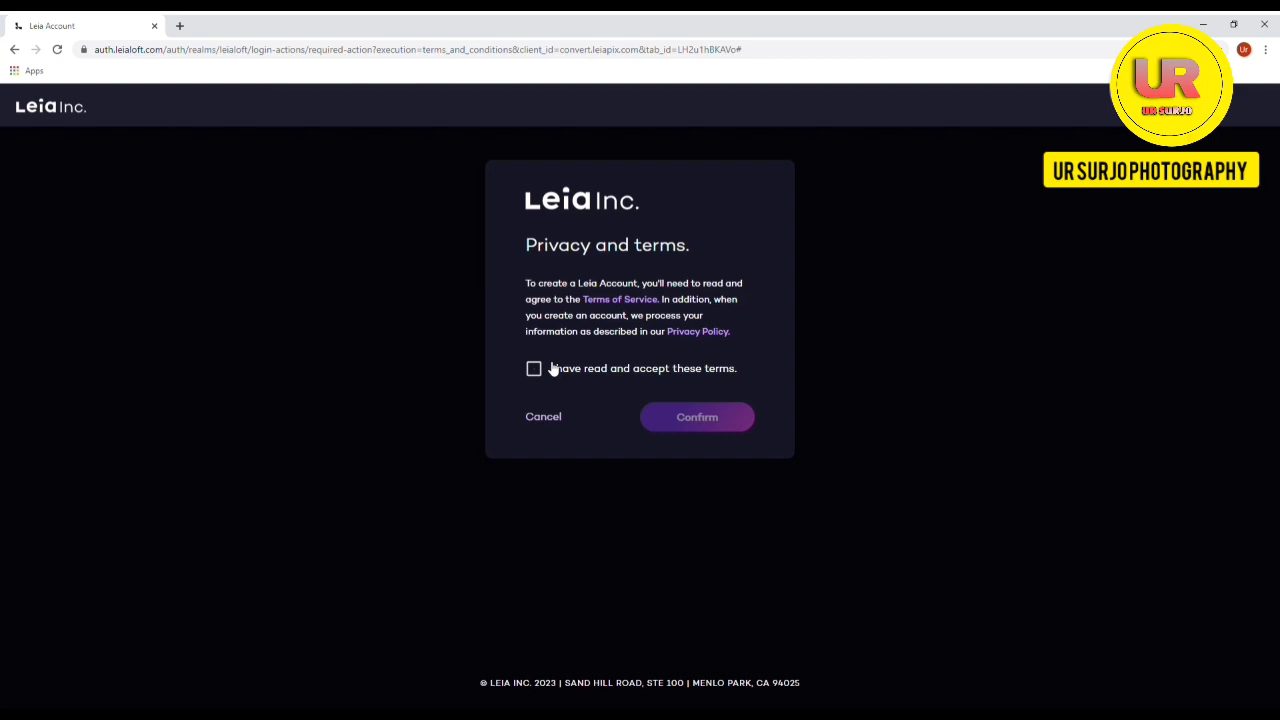 Leia Account
auth.leialoft.com/auth/realms/leialoft/login-actions/required-action?execution=terms_and_conditions&client_id=convert.leiapix.com&tab_id=LH2u1hBKAVo#
Ur
Apps
Leia Inc.
UR
UR SURJO
UR SURJO PHOTOGRAPHY
Leia Inc.
Privacy and terms.
To create a Leia Account, you'll need to read and
agree to the Terms of Service. In addition, when
you create an account, we process your
information as described in our Privacy Policy.
I have read and accept these terms.
Cancel
Confirm
© LEIA INC. 2023 | SAND HILL ROAD, STE 100 | MENLO PARK, CA 94025